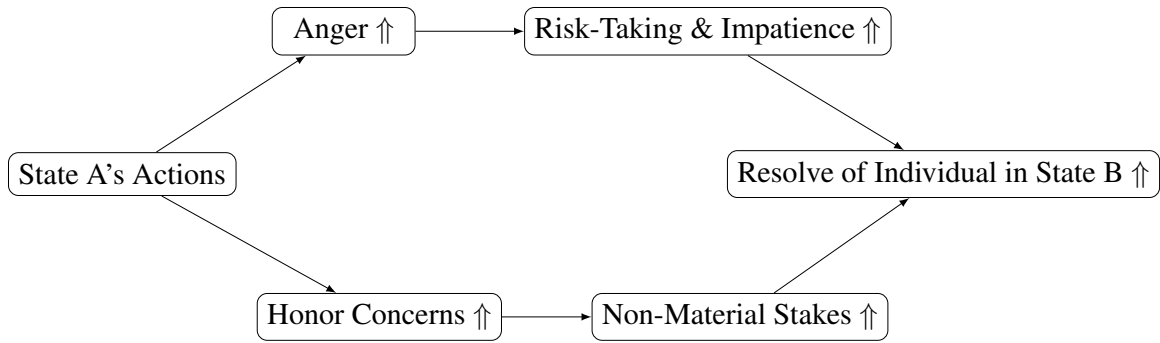 Anger ⇑
Risk-Taking & Impatience ⇑
State A's Actions
Resolve of Individual in State B ⇑
Honor Concerns ⇑
Non-Material Stakes ⇑